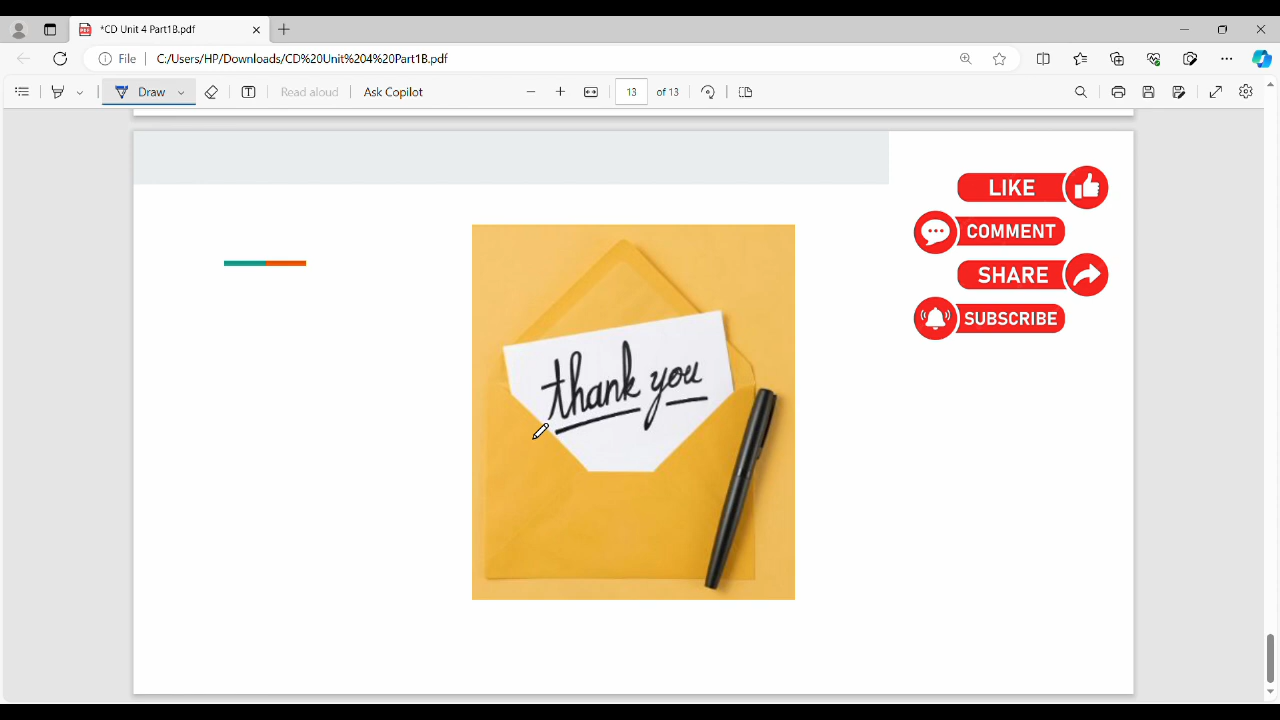 *CD Unit 4 Part1B.pdf
File
C:/Users/HP/Downloads/CD%20Unit%204%20Part1B.pdf
Draw
Read aloud
Ask Copilot
13
of 13
LIKE
COMMENT
SHARE
SUBSCRIBE
thank you